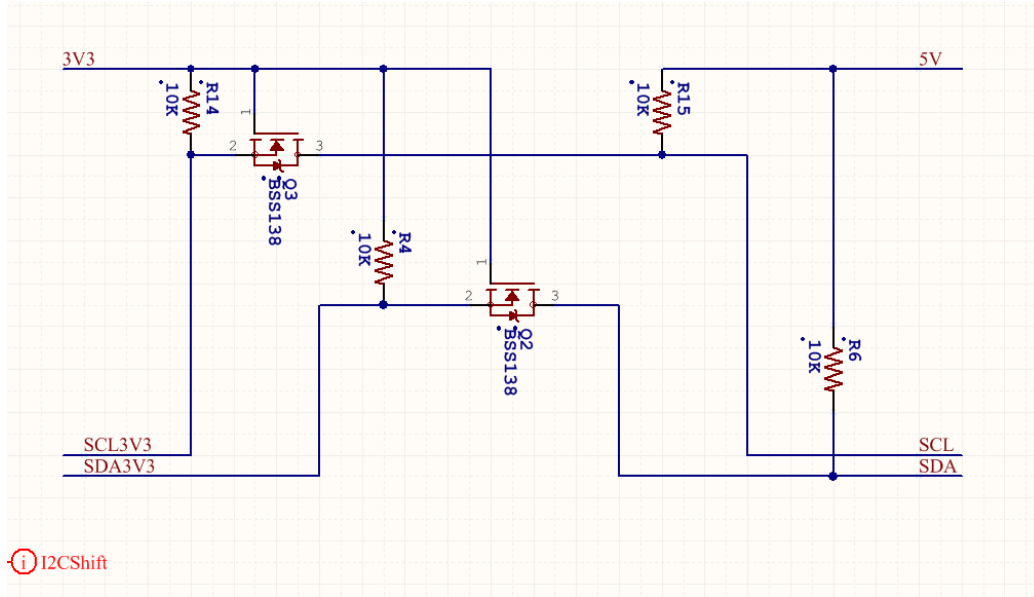 3V3
5V
R14
10K
1
2
3
Q3
BSS138
R15
10K
R4
10K
1
2
3
Q2
BSS138
R6
10K
SCL3V3
SDA3V3
SCL
SDA
i
I2CShift